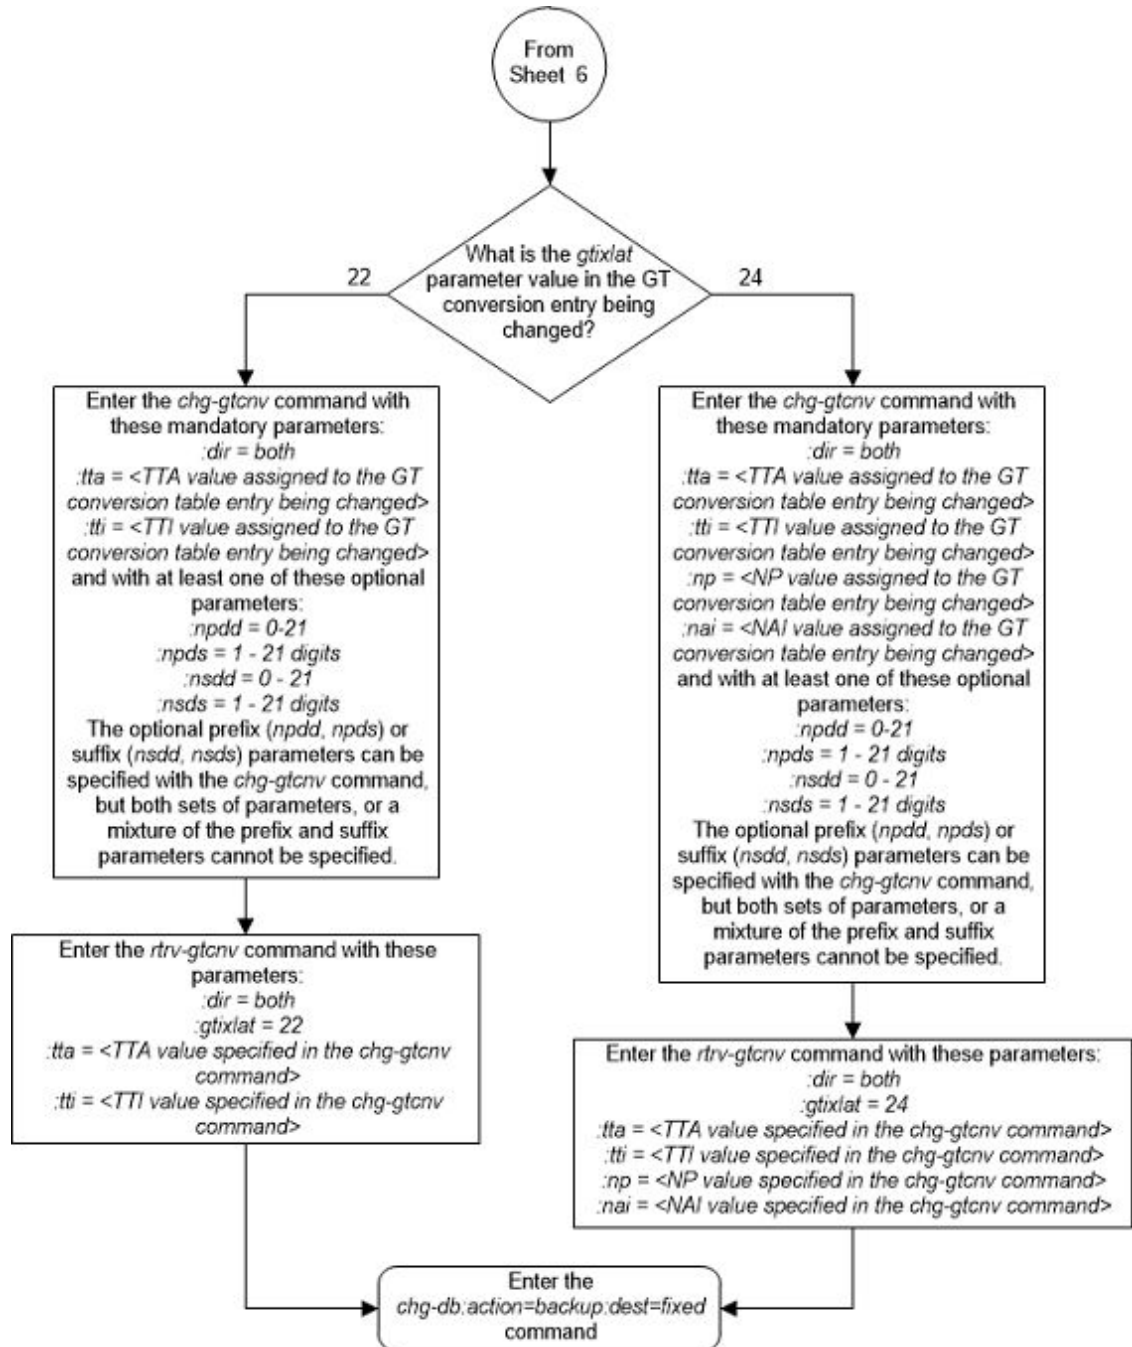 From
Sheet 6
What is the gtixlat
parameter value in the GT
conversion entry being
changed?
22
24
Enter the chg-gtcnv command with
these mandatory parameters:
:dir = both
:tta = <TTA value assigned to the GT
conversion table entry being changed>
:tti = <TTI value assigned to the GT
conversion table entry being changed>
and with at least one of these optional
parameters:
:npdd = 0-21
:npds = 1 - 21 digits
:nsdd = 0 - 21
:nsds = 1 - 21 digits
The optional prefix (npdd, npds) or
suffix (nsdd, nsds) parameters can be
specified with the chg-gtcnv command,
but both sets of parameters, or a
mixture of the prefix and suffix
parameters cannot be specified.
Enter the rtrv-gtcnv command with these
parameters:
:dir = both
:gtixlat = 22
:tta = <TTA value specified in the chg-gtcnv
command>
:tti = <TTI value specified in the chg-gtcnv
command>
Enter the chg-gtcnv command with
these mandatory parameters:
:dir = both
:tta = <TTA value assigned to the GT
conversion table entry being changed>
:tti = <TTI value assigned to the GT
conversion table entry being changed>
:np = <NP value assigned to the GT
conversion table entry being changed>
:nai = <NAI value assigned to the GT
conversion table entry being changed>
and with at least one of these optional
parameters:
:npdd = 0-21
:npds = 1 - 21 digits
:nsdd = 0 - 21
:nsds = 1 - 21 digits
The optional prefix (npdd, npds) or
suffix (nsdd, nsds) parameters can be
specified with the chg-gtcnv command,
but both sets of parameters, or a
mixture of the prefix and suffix
parameters cannot be specified.
Enter the rtrv-gtcnv command with these parameters:
:dir = both
:gtixlat = 24
:tta = <TTA value specified in the chg-gtcnv command>
:tti = <TTI value specified in the chg-gtcnv command>
:np = <NP value specified in the chg-gtcnv command>
:nai = <NAI value specified in the chg-gtcnv command>
Enter the
chg-db:action=backup:dest=fixed
command